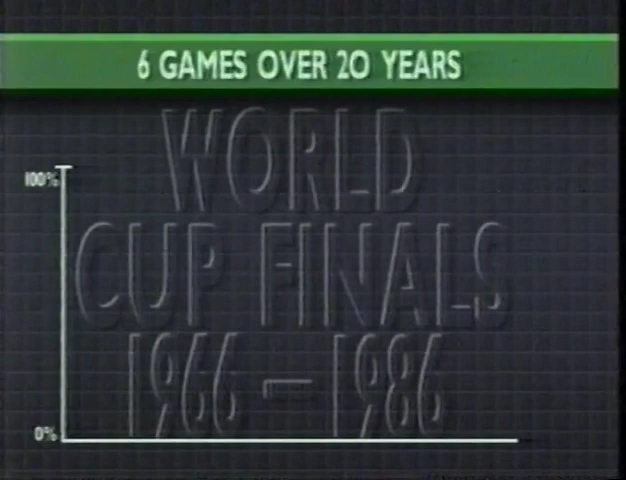 6 GAMES OVER 20 YEARS
WORLD
100%
CUP FINALS
1966 – 1986
0%